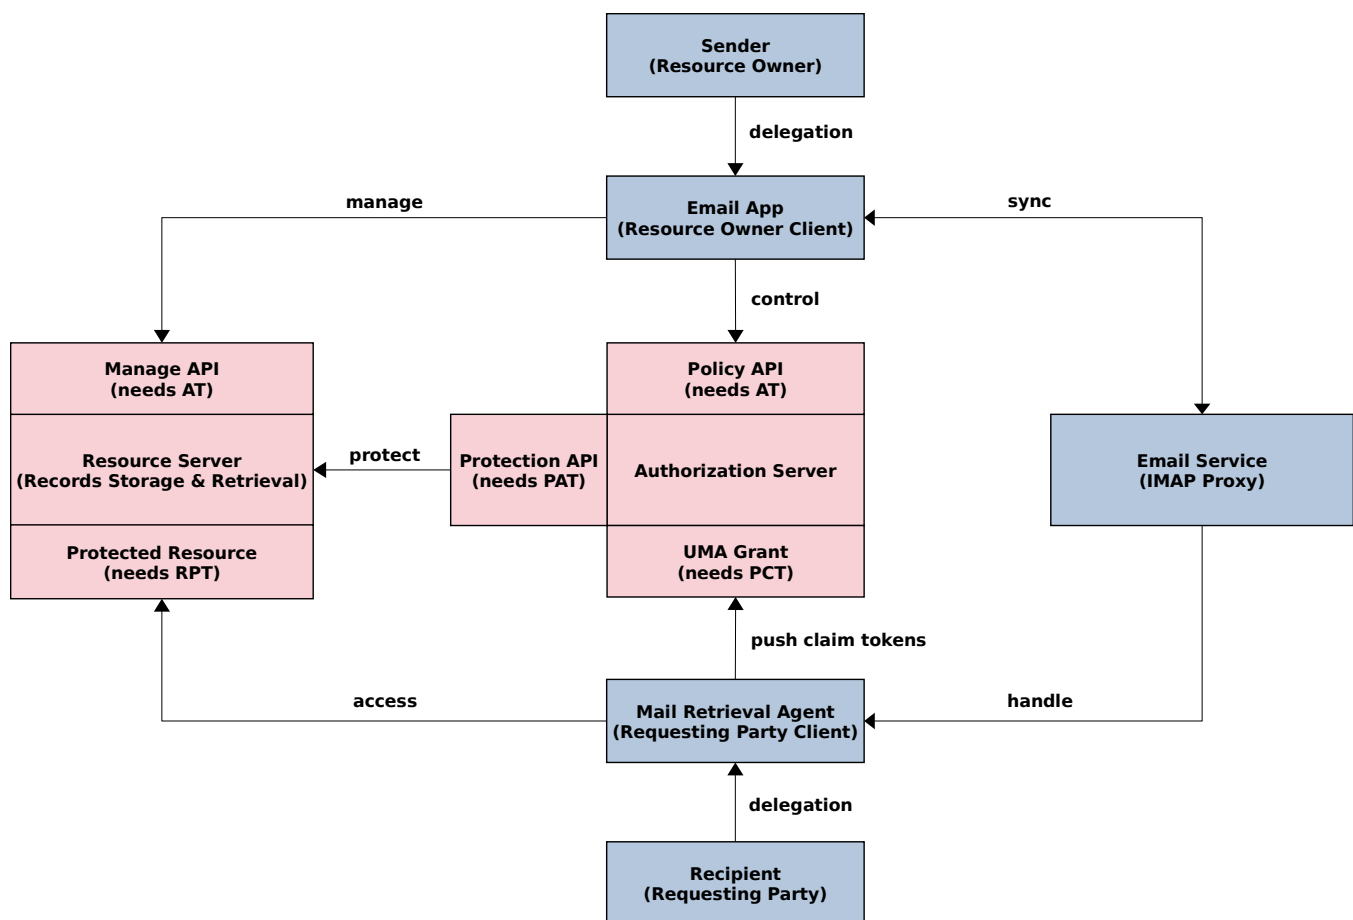 Sender
(Resource Owner)
delegation
manage
Email App
(Resource Owner Client)
sync
control
Manage API
(needs AT)
Policy API
(needs AT)
Resource Server
(Records Storage & Retrieval)
protect
Protection API
(needs PAT)
Authorization Server
Email Service
(IMAP Proxy)
Protected Resource
(needs RPT)
UMA Grant
(needs PCT)
push claim tokens
access
Mail Retrieval Agent
(Requesting Party Client)
handle
delegation
Recipient
(Requesting Party)